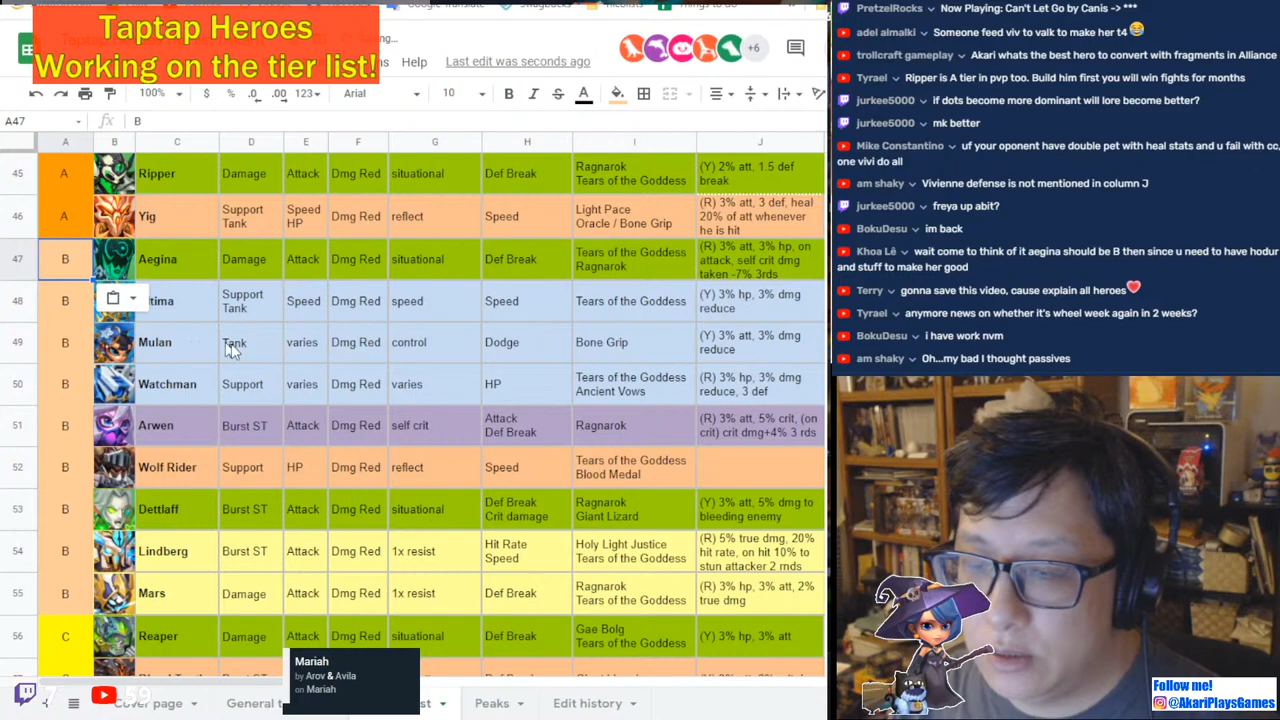 Taptap Heroes
Working on the tier list!
Help
Last edit was seconds ago
+6
100%
$
%
.0
.00
123
Arial
10
B
I
S
A
A47
fx
B
A B C D E F G H I J
45 A Ripper Damage Attack Dmg Red situational Def Break Ragnarok
Tears of the Goddess (Y) 2% att, 1.5 def
break
46 A Yig Support
Tank Speed
HP Dmg Red reflect Speed Light Pace
Oracle / Bone Grip (R) 3% att, 3 def, heal
20% of att whenever
he is hit
47 B Aegina Damage Attack Dmg Red situational Def Break Tears of the Goddess
Ragnarok (R) 3% att, 3% hp, on
attack, self crit dmg
taken -7% 3rds
48 B ltima Support
Tank Speed Dmg Red speed Speed Tears of the Goddess (Y) 3% hp, 3% dmg
reduce
49 B Mulan Tank varies Dmg Red control Dodge Bone Grip (Y) 3% att, 3% dmg
reduce
50 B Watchman Support varies Dmg Red varies HP Tears of the Goddess
Ancient Vows (R) 3% hp, 3% dmg
reduce, 3 def
51 B Arwen Burst ST Attack Dmg Red self crit Attack
Def Break Ragnarok (R) 3% att, 5% crit, (on
crit) crit dmg+4% 3 rds
52 B Wolf Rider Support HP Dmg Red reflect Speed Tears of the Goddess
Blood Medal
53 B Dettlaff Burst ST Attack Dmg Red situational Def Break
Crit damage Ragnarok
Giant Lizard (Y) 3% att, 5% dmg to
bleeding enemy
54 B Lindberg Burst ST Attack Dmg Red 1x resist Hit Rate
Speed Holy Light Justice
Tears of the Goddess (R) 5% true dmg, 20%
hit rate, on hit 10% to
stun attacker 2 rnds
55 B Mars Damage Attack Dmg Red 1x resist Def Break Ragnarok
Tears of the Goddess (R) 3% hp, 3% att, 2%
true dmg
56 C Reaper Damage Attack Dmg Red situational Def Break Gae Bolg
Tears of the Goddess (Y) 3% hp, 3% att
Mariah
by Arov & Avila
on Mariah
7
59
Cover page
General t
st
Peaks
Edit history
PretzelRocks Now Playing: Can't Let Go by Canis -> ***
adel almalki Someone feed viv to valk to make her t4
trollcraft gameplay Akari whats the best hero to convert with fragments in Alliance
Tyrael Ripper is A tier in pvp too. Build him first you will win fights for months
jurkee5000 if dots become more dominant will lore become better?
jurkee5000 mk better
Mike Constantino uf your oponent have double pet with heal stats and u fail with cc,
one vivi do all
am shaky Vivienne defense is not mentioned in column J
jurkee5000 freya up abit?
BokuDesu im back
Khoa Lê wait come to think of it aegina should be B then since u need to have hodur
and stuff to make her good
Terry gonna save this video, cause explain all heroes
Tyrael anymore news on whether it's wheel week again in 2 weeks?
BokuDesu i have work nvm
am shaky Oh...my bad I thought passives
Follow me!
@AkariPlaysGames